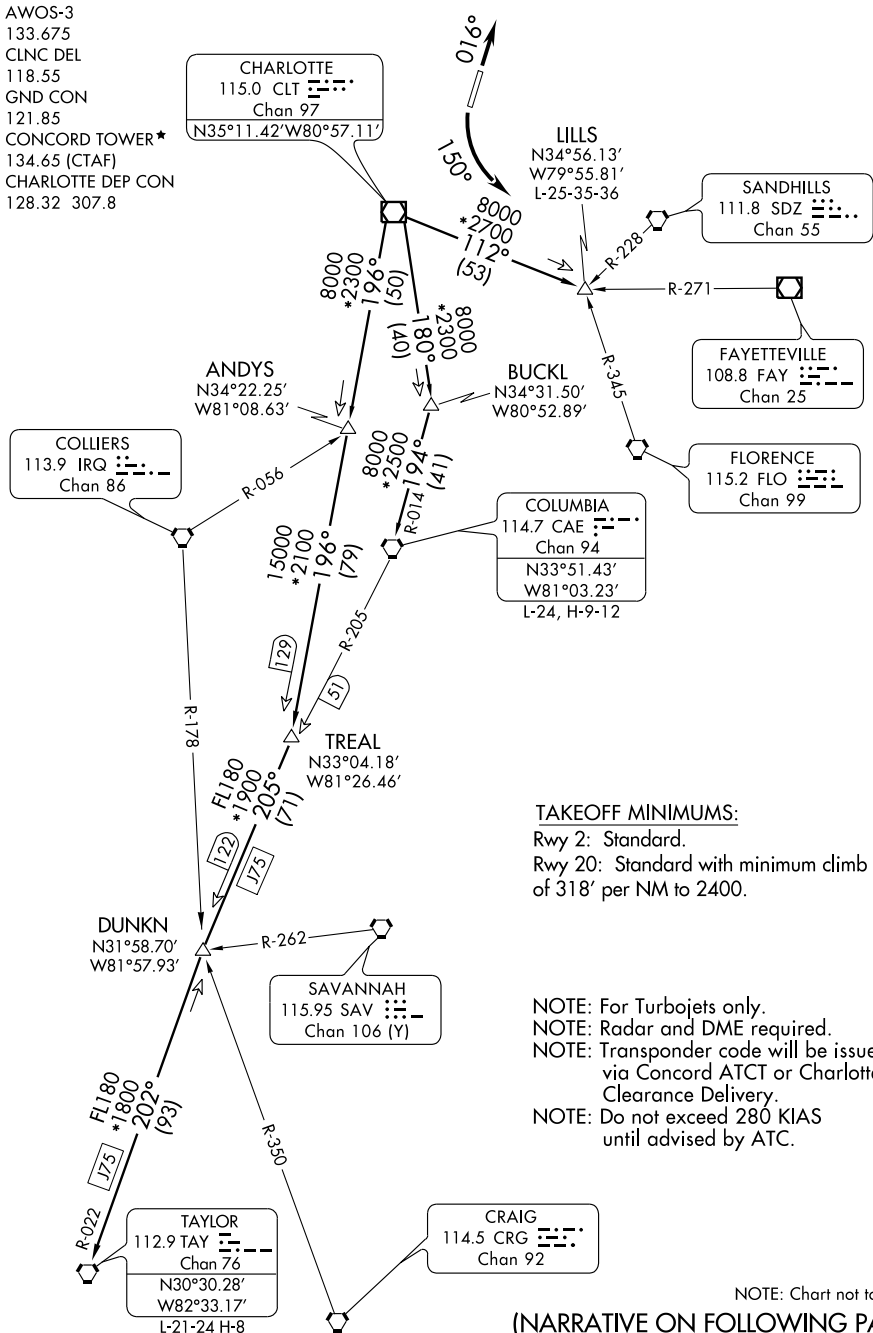 AWOS-3
133.675
CLNC DEL
118.55
GND CON
121.85
CONCORD TOWER★
134.65 (CTAF)
CHARLOTTE DEP CON
128.32 307.8
CHARLOTTE
115.0 CLT
Chan 97
N35°11.42′W80°57.11′
016°
150°
LILLS
N34°56.13′
W79°55.81′
L-25-35-36
SANDHILLS
111.8 SDZ
Chan 55
R-228
8000
*2700
112°
(53)
R-271
FAYETTEVILLE
108.8 FAY
Chan 25
R-345
FLORENCE
115.2 FLO
Chan 99
8000
*2300
196°
(50)
8000
*2300
180°
(40)
ANDYS
N34°22.25′
W81°08.63′
BUCKL
N34°31.50′
W80°52.89′
COLLIERS
113.9 IRQ
Chan 86
R-056
8000
*2500
194°
(41)
R-014
COLUMBIA
114.7 CAE
Chan 94
N33°51.43′
W81°03.23′
L-24, H-9-12
15000
*2100
196°
(79)
R-205
129
51
R-178
TREAL
N33°04.18′
W81°26.46′
FL180
*1900
205°
(71)
122
J75
TAKEOFF MINIMUMS:
Rwy 2: Standard.
Rwy 20: Standard with minimum climb
of 318′ per NM to 2400.
DUNKN
N31°58.70′
W81°57.93′
R-262
SAVANNAH
115.95 SAV
Chan 106 (Y)
NOTE: For Turbojets only.
NOTE: Radar and DME required.
NOTE: Transponder code will be issue
via Concord ATCT or Charlotte
Clearance Delivery.
NOTE: Do not exceed 280 KIAS
until advised by ATC.
FL180
*1800
202°
(93)
J75
R-350
R-022
TAYLOR
112.9 TAY
Chan 76
N30°30.28′
W82°33.17′
L-21-24 H-8
CRAIG
114.5 CRG
Chan 92
NOTE: Chart not to
(NARRATIVE ON FOLLOWING PA